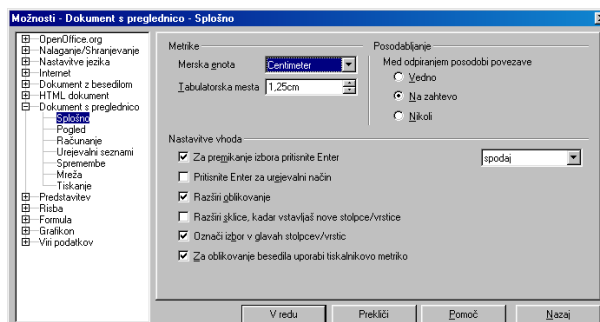 Možnosti - Dokument s preglednico - Splošno
OpenOffice.org
Nalaganje/Shranjevanje
Nastavitve jezika
Internet
Dokument z besedilom
HTML dokument
Dokument s preglednico
Splošno
Pogled
Računanje
Urejevalni seznami
Spremembe
Mreža
Tiskanje
Predstavitev
Risba
Formula
Grafikon
Viri podatkov
Metrike
Merska enota
Centimeter
Tabulatorska mesta
1,25cm
Posodabljanje
Med odpiranjem posodobi povezave
Vedno
Na zahtevo
Nikoli
Nastavitve vhoda
Za premikanje izbora pritisnite Enter
spodaj
Pritisnite Enter za urejevalni način
Razširi oblikovanje
Razširi sklice, kadar vstavljaš nove stolpce/vrstice
Označi izbor v glavah stolpcev/vrstic
Za oblikovanje besedila uporabi tiskalnikovo metriko
V redu
Prekliči
Pomoč
Nazaj